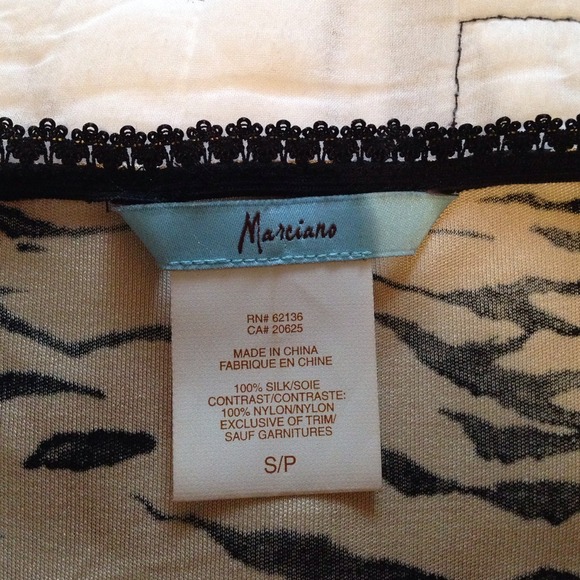 Marciano
RN# 62136
CA# 20625
MADE IN CHINA
FABRIQUE EN CHINE
100% SILK/SOIE
CONTRAST/CONTRASTE:
100% NYLON/NYLON
EXCLUSIVE OF TRIM/
SAUF GARNITURES
S/P